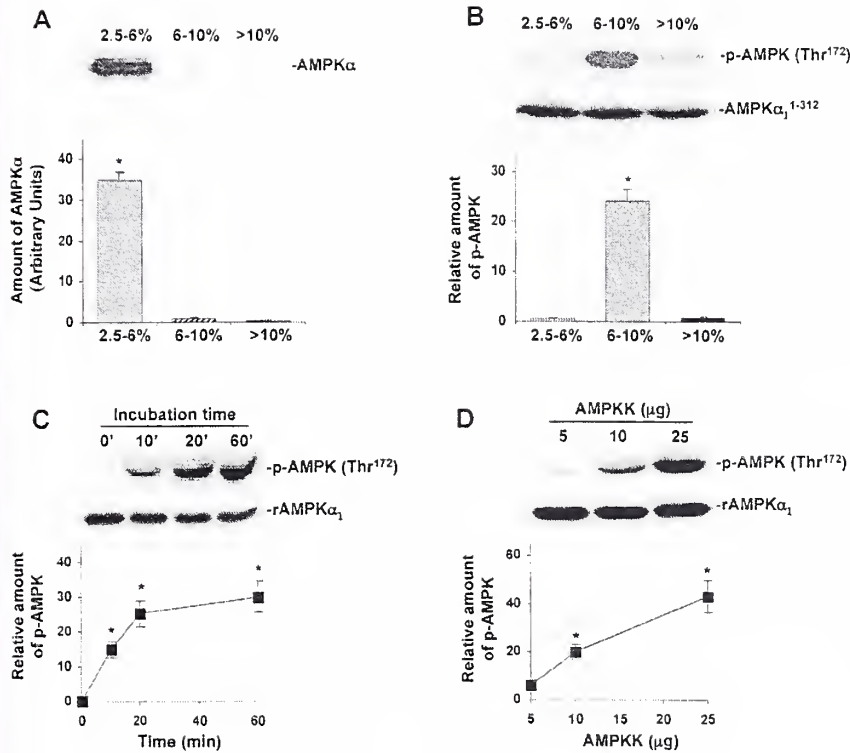 A
2.5-6% 6-10% >10%
-AMPKα
Amount of AMPKα
(Arbitrary Units)
40
30
20
10
0
*
2.5-6% 6-10% >10%
B
2.5-6% 6-10% >10%
-p-AMPK (Thr¹⁷²)
-AMPKα₁¹⁻³¹²
Relative amount
of p-AMPK
30
20
10
0
*
2.5-6% 6-10% >10%
C
Incubation time
0' 10' 20' 60'
-p-AMPK (Thr¹⁷²)
-rAMPKα₁
Relative amount
of p-AMPK
40
30
20
10
0
* * *
0 20 40 60
Time (min)
D
AMPKK (µg)
5 10 25
-p-AMPK (Thr¹⁷²)
-rAMPKα₁
Relative amount
of p-AMPK
60
40
20
0
* *
5 10 15 20 25
AMPKK (µg)